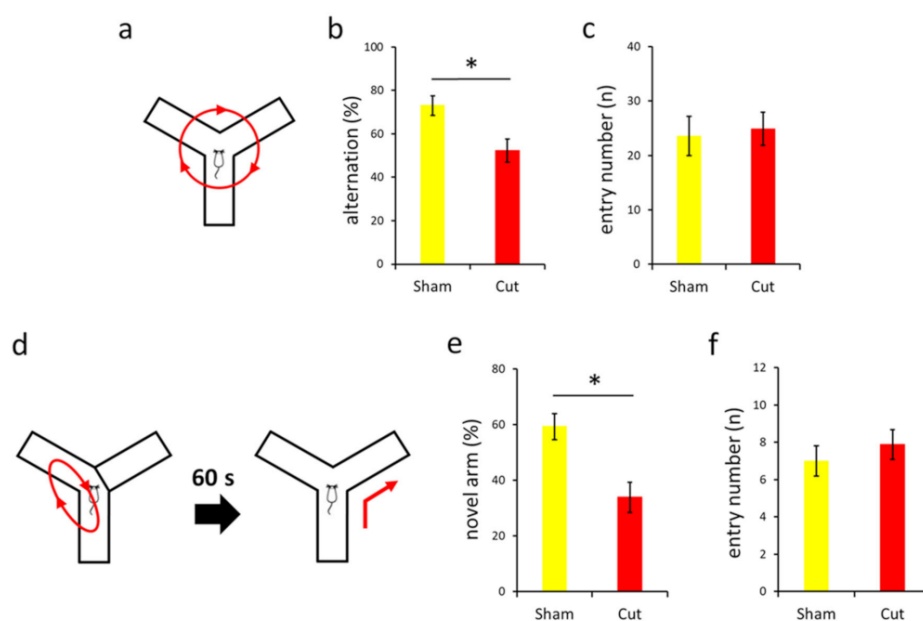 a
b
c
alternation (%)
100
80
60
40
20
0
*
Sham Cut
entry number (n)
40
30
20
10
0
Sham Cut
d
60 s
e
f
novel arm (%)
80
60
40
20
0
*
Sham Cut
entry number (n)
12
10
8
6
4
2
0
Sham Cut